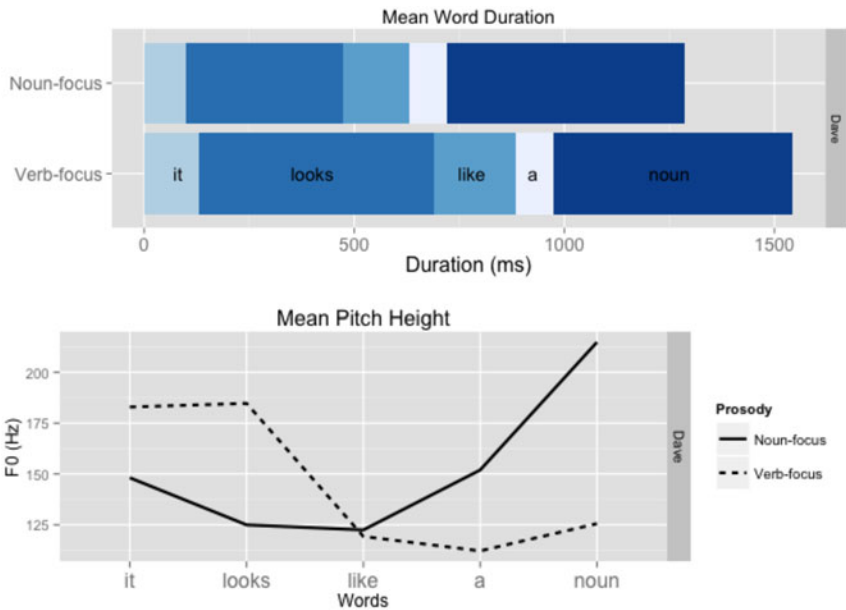 Mean Word Duration
Noun-focus
Verb-focus
it looks like a noun
Dave
0 500 1000 1500
Duration (ms)
Mean Pitch Height
200
175
150
125
F0 (Hz)
Dave
it looks like a noun
Words
Prosody
Noun-focus
Verb-focus